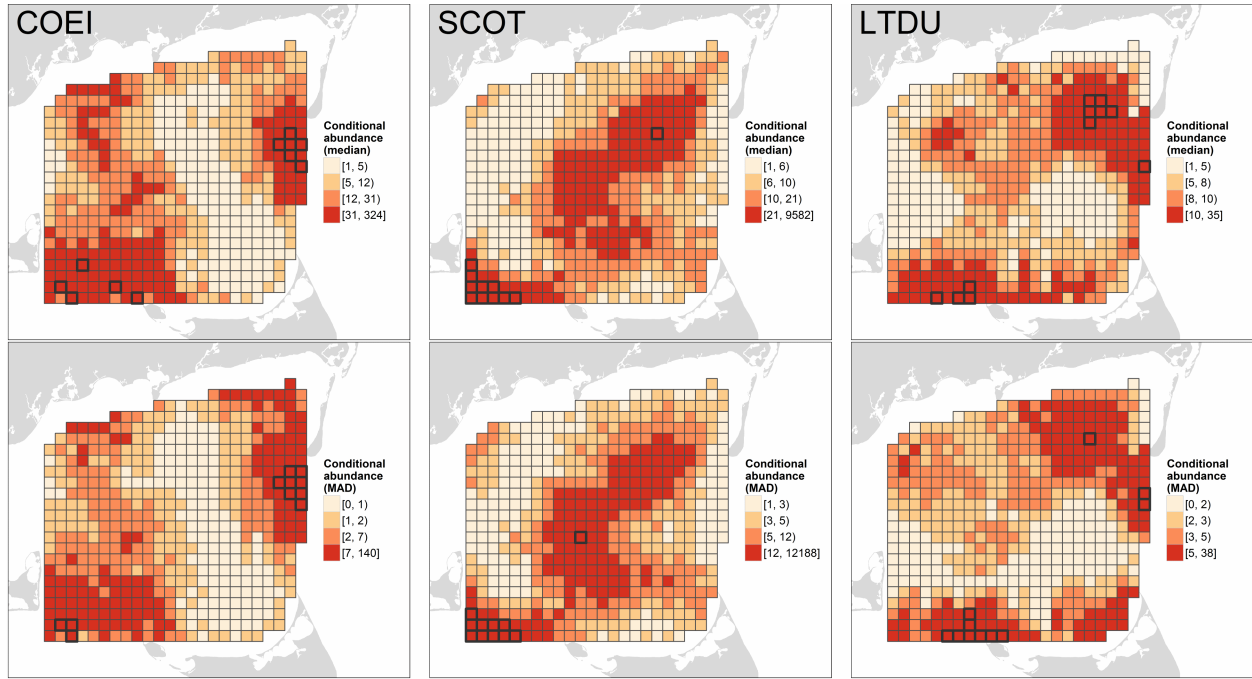 COEI
SCOT
LTDU
Conditional
abundance
(median)
[1, 5)
[5, 12)
[12, 31)
[31, 324]
Conditional
abundance
(median)
[1, 6)
[6, 10)
[10, 21)
[21, 9582]
Conditional
abundance
(median)
[1, 5)
[5, 8)
[8, 10)
[10, 35]
Conditional
abundance
(MAD)
[0, 1)
[1, 2)
[2, 7)
[7, 140]
Conditional
abundance
(MAD)
[1, 3)
[3, 5)
[5, 12)
[12, 12188]
Conditional
abundance
(MAD)
[0, 2)
[2, 3)
[3, 5)
[5, 38]